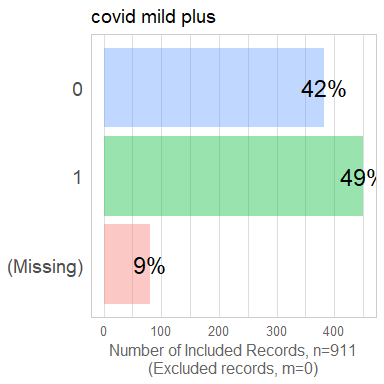 covid mild plus
0
42%
1
49%
(Missing)
9%
0 100 200 300 400
Number of Included Records, n=911
(Excluded records, m=0)